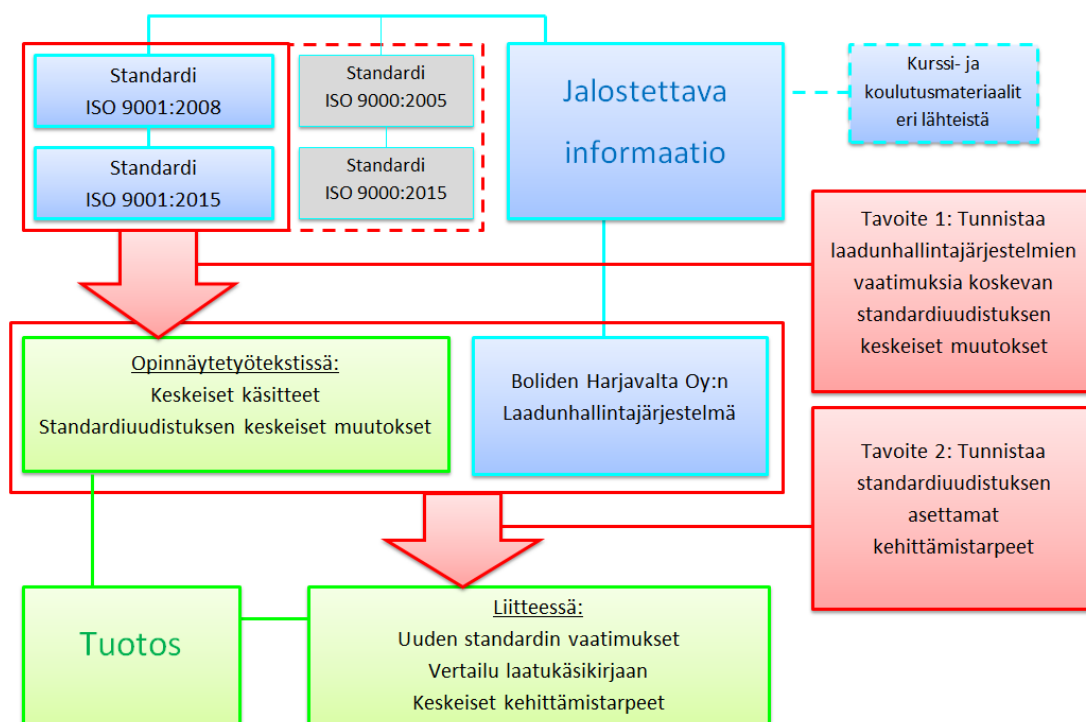 Standardi
ISO 9001:2008
Standardi
ISO 9001:2015
Standardi
ISO 9000:2005
Standardi
ISO 9000:2015
Jalostettava
informaatio
Kurssi- ja
koulutusmateriaalit
eri lähteistä
Tavoite 1: Tunnistaa
laadunhallintajärjestelmien
vaatimuksia koskevan
standardiuudistuksen
keskeiset muutokset
Opinnäytetyötekstissä:
Keskeiset käsitteet
Standardiuudistuksen keskeiset muutokset
Boliden Harjavalta Oy:n
Laadunhallintajärjestelmä
Tavoite 2: Tunnistaa
standardiuudistuksen
asettamat
kehittämistarpeet
Tuotos
Liitteessä:
Uuden standardin vaatimukset
Vertailu laatukäsikirjaan
Keskeiset kehittämistarpeet